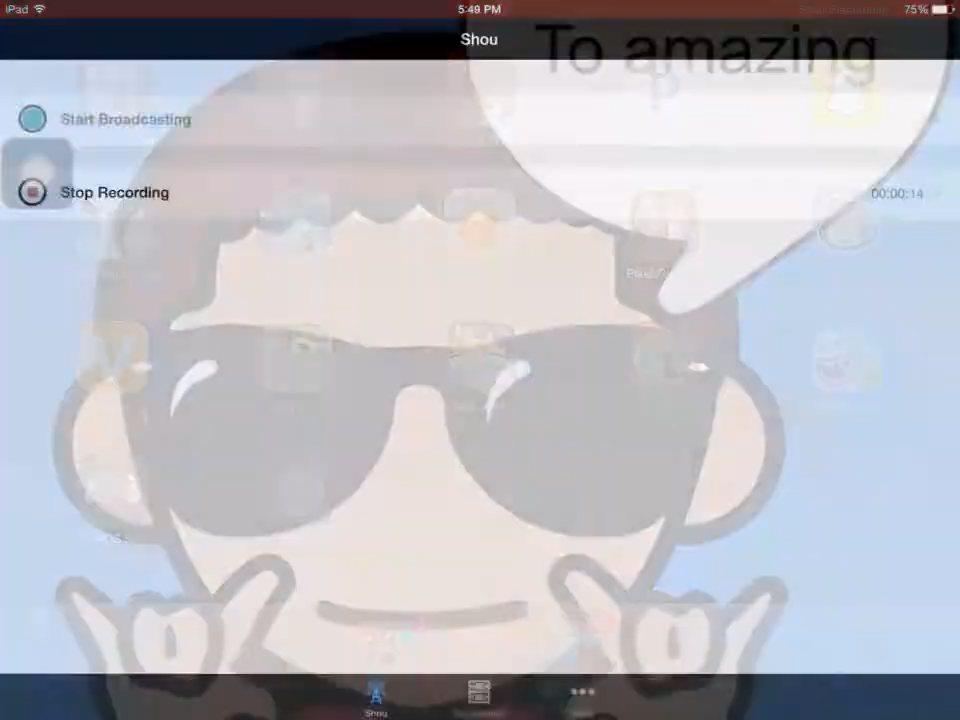 iPad 5:49 PM 75%
Shou
To amazing
Start Broadcasting
Stop Recording 00:00:14
Shou